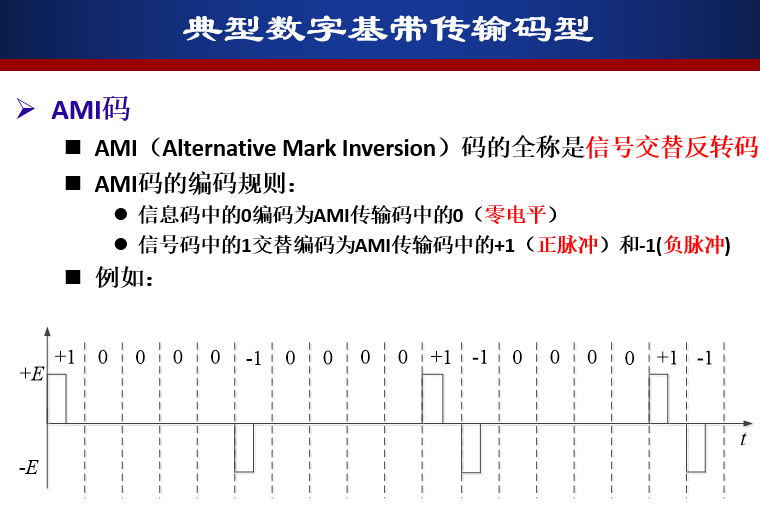 典型数字基带传输码型
AMI码
AMI（Alternative Mark Inversion）码的全称是信号交替反转码
AMI码的编码规则：
信息码中的0编码为AMI传输码中的0（零电平）
信号码中的1交替编码为AMI传输码中的+1（正脉冲）和-1(负脉冲)
例如：
+1 0 0 0 0 -1 0 0 0 0 +1 -1 0 0 0 0 +1 -1
+E
t
-E